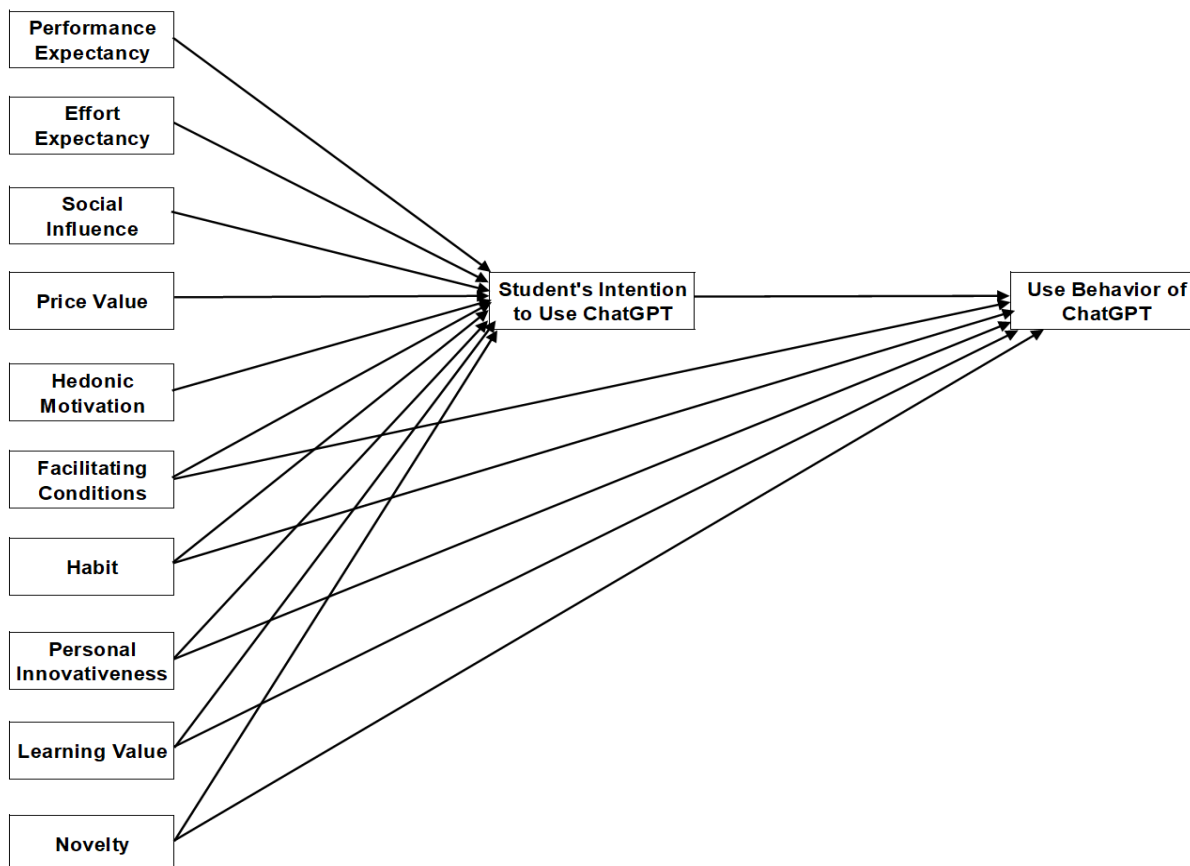 Performance
Expectancy
Effort
Expectancy
Social
Influence
Price Value
Hedonic
Motivation
Facilitating
Conditions
Habit
Personal
Innovativeness
Learning Value
Novelty
Student's Intention
to Use ChatGPT
Use Behavior of
ChatGPT